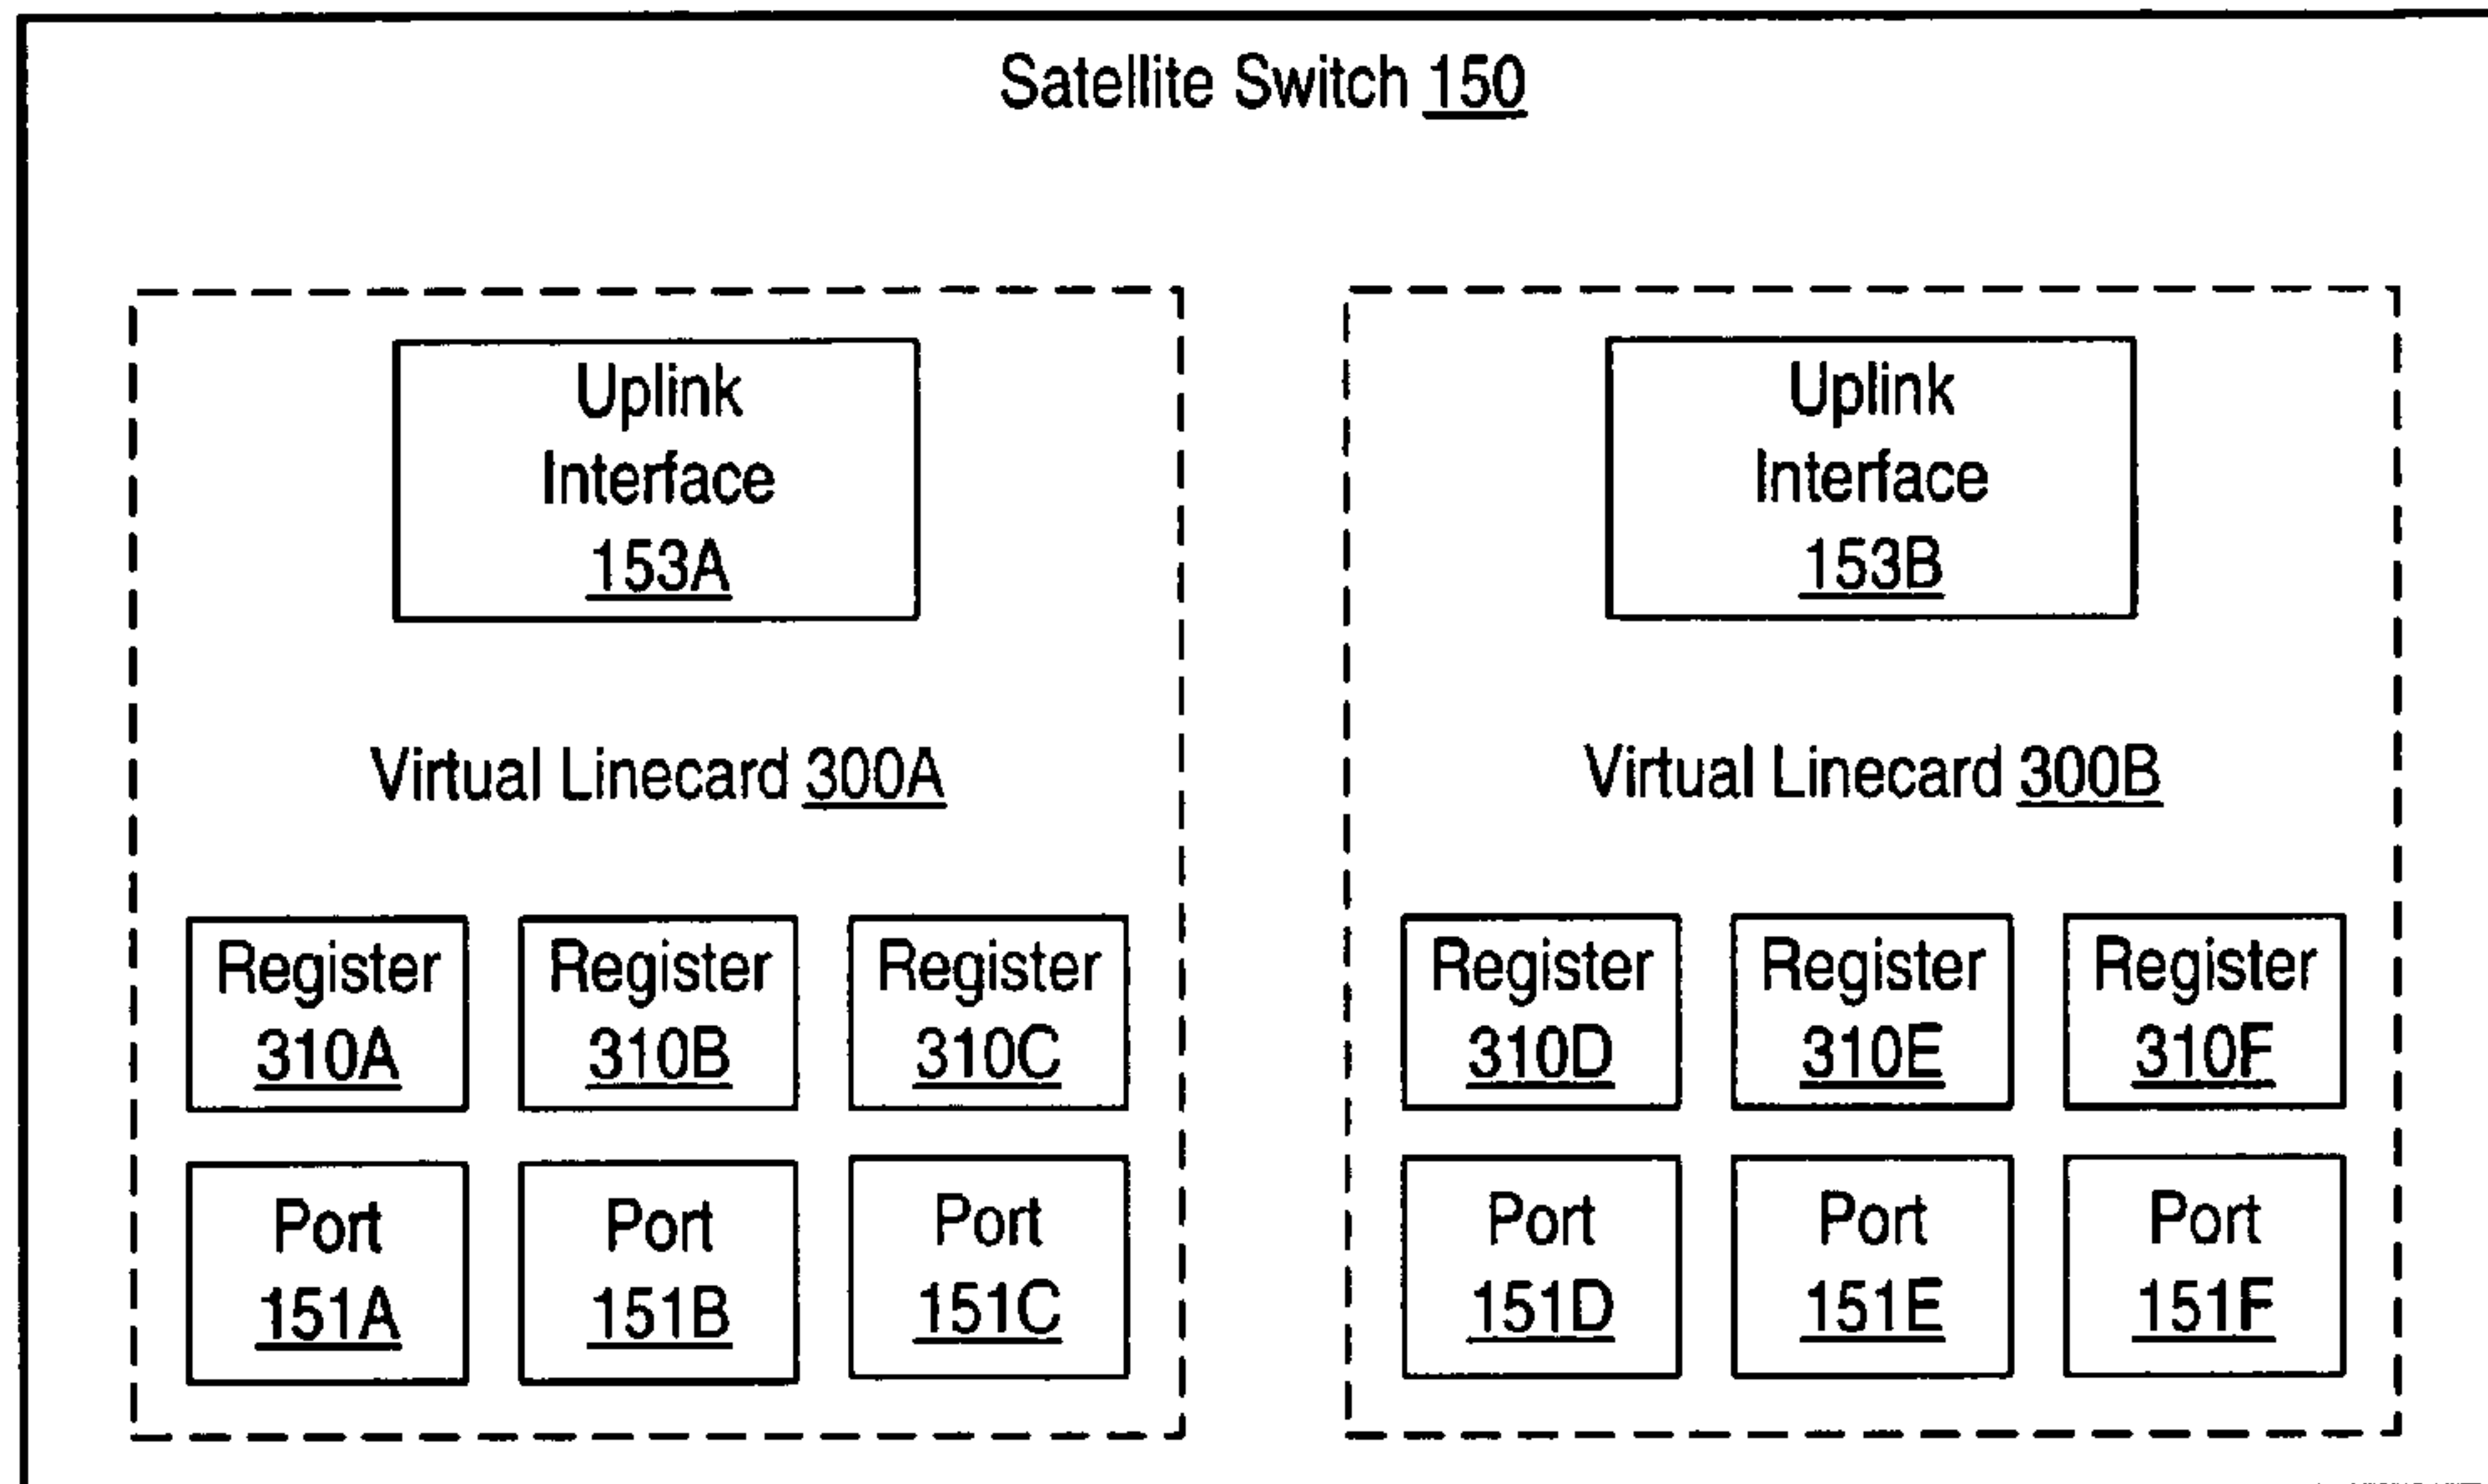 Satellite Switch 150
Uplink
Interface
153A
Virtual Linecard 300A
Register
310A
Register
310B
Register
310C
Port
151A
Port
151B
Port
151C
Uplink
Interface
153B
Virtual Linecard 300B
Register
310D
Register
310E
Register
310F
Port
151D
Port
151E
Port
151F